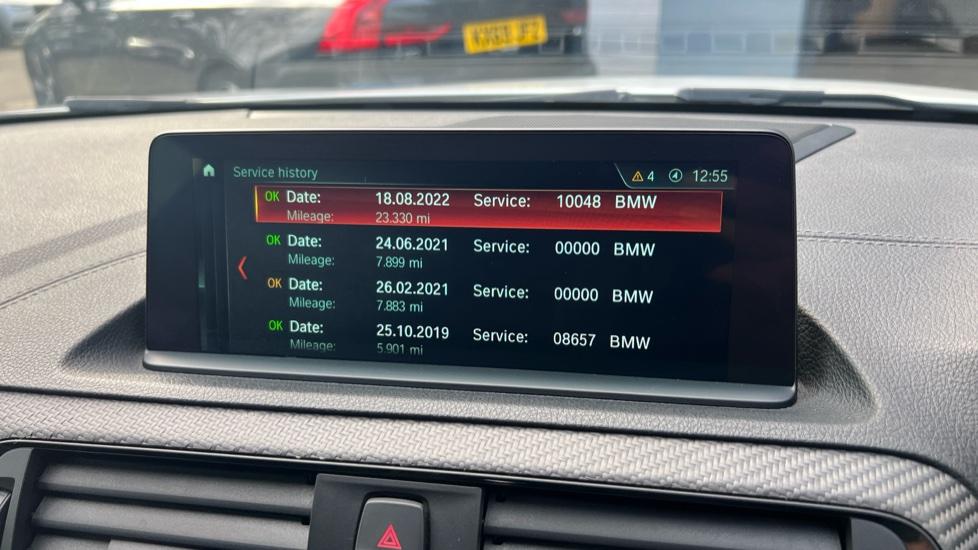 Service history
4
12:55
OK Date: 18.08.2022 Service: 10048 BMW
Mileage: 23.330 mi
OK Date: 24.06.2021 Service: 00000 BMW
Mileage: 7.899 mi
OK Date: 26.02.2021 Service: 00000 BMW
Mileage: 7.883 mi
OK Date: 25.10.2019 Service: 08657 BMW
Mileage: 5.901 mi